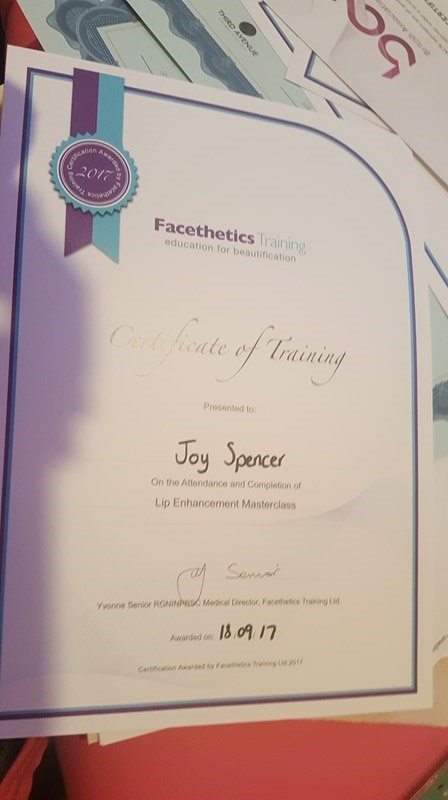 THIRD AVENUE
Certification Awarded by Facethetics Training
2017
Facethetics Training
education for beautification
Certificate of Training
Presented to:
Joy Spencer
On the Attendance and Completion of
Lip Enhancement Masterclass
Yvonne Senior RGN/NPBSC Medical Director, Facethetics Training Ltd.
Awarded on: 18.09.17
Certification Awarded by Facethetics Training Ltd 2017